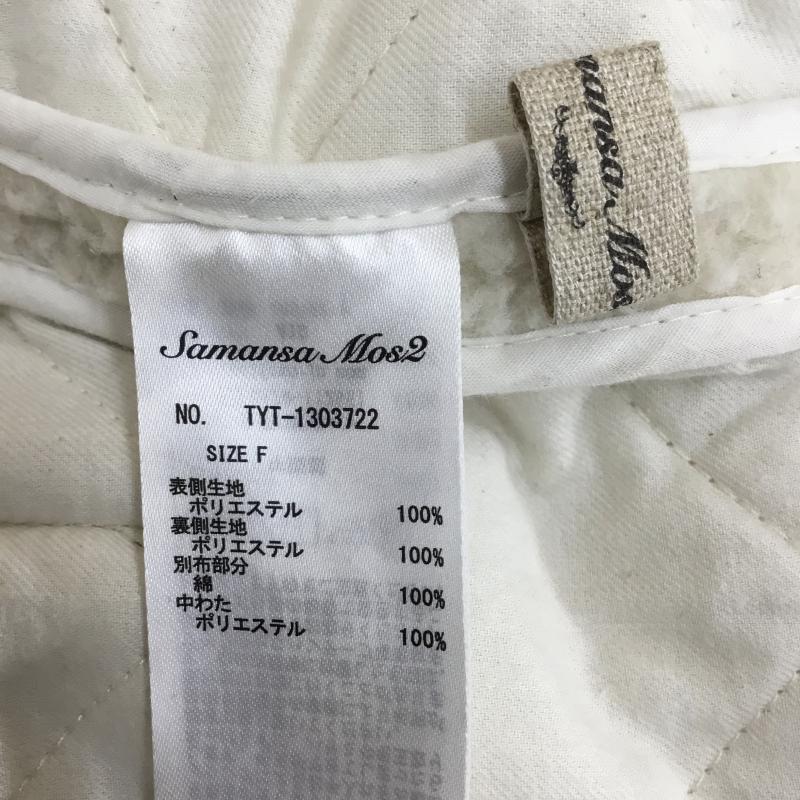 mansa Mos
Samansa Mos2
NO. TYT-1303722
SIZE F
表側生地
ポリエステル 100%
裏側生地
ポリエステル 100%
別布部分
綿 100%
中わた
ポリエステル 100%